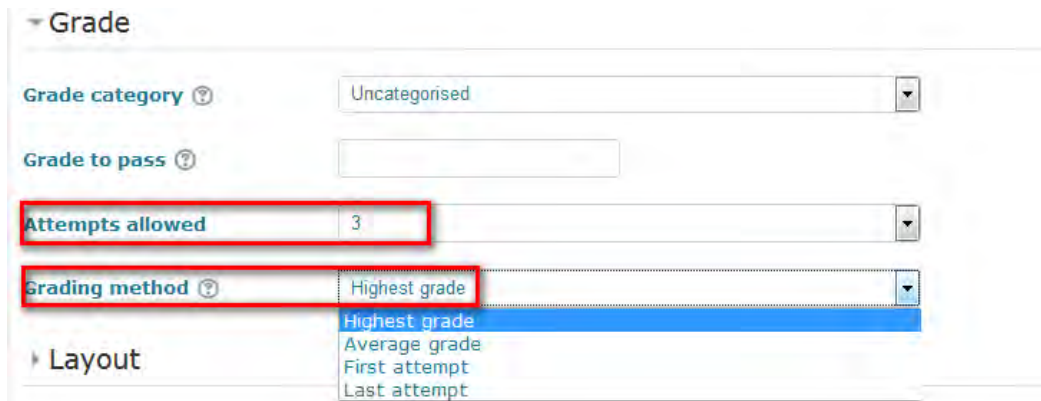 Grade
Grade category Uncategorised
Grade to pass
Attempts allowed 3
Grading method Highest grade
Highest grade
Average grade
First attempt
Last attempt
Layout